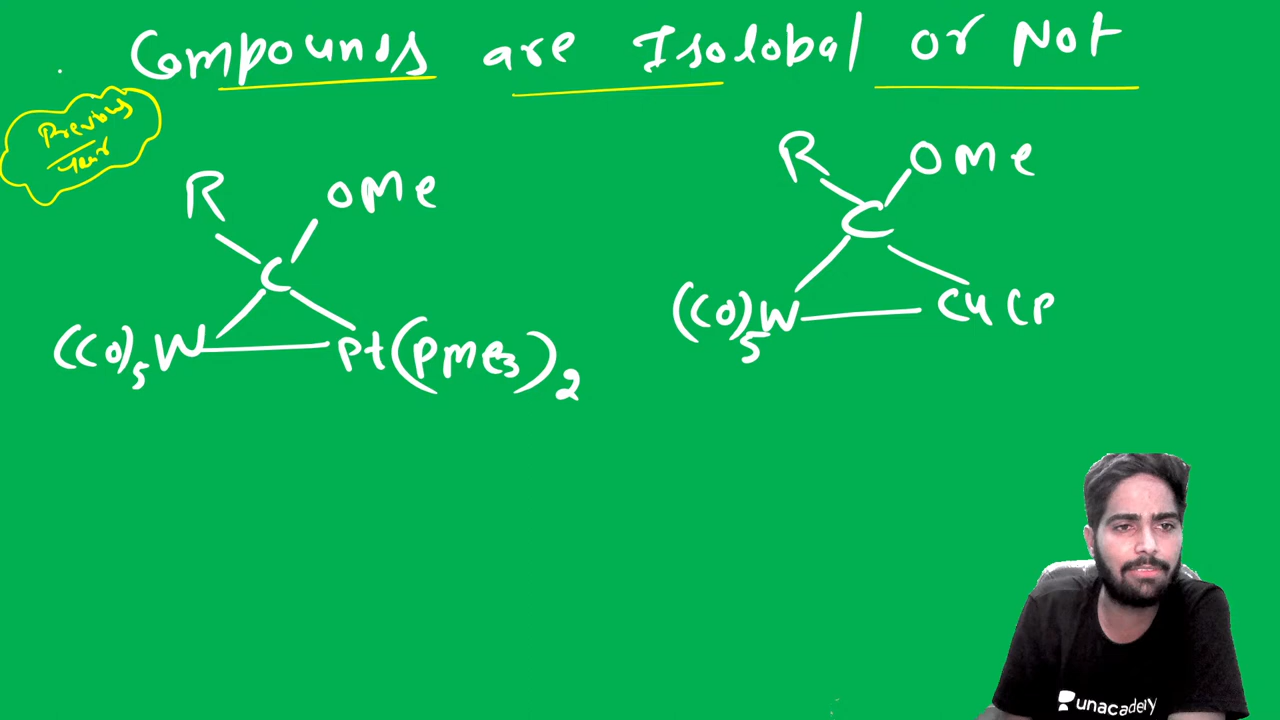 Compounds are Isolobal or Not
Previous
Year
R OMe
C
(CO)5W Pt(PMe3)2
R OMe
C
(CO)5W CuCP
unacademy